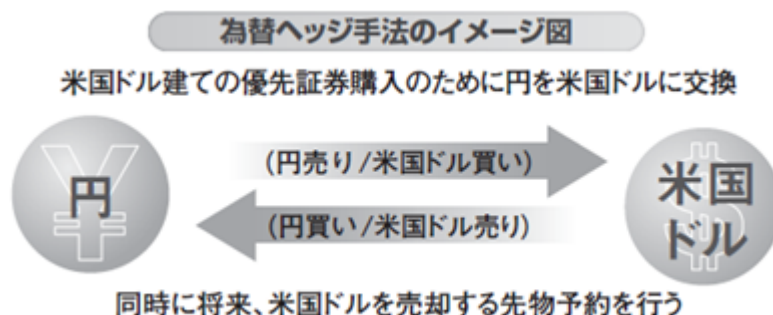 為替ヘッジ手法のイメージ図
米国ドル建ての優先証券購入のために円を米国ドルに交換
円
(円売り/米国ドル買い)
(円買い/米国ドル売り)
米国
ドル
同時に将来、米国ドルを売却する先物予約を行う